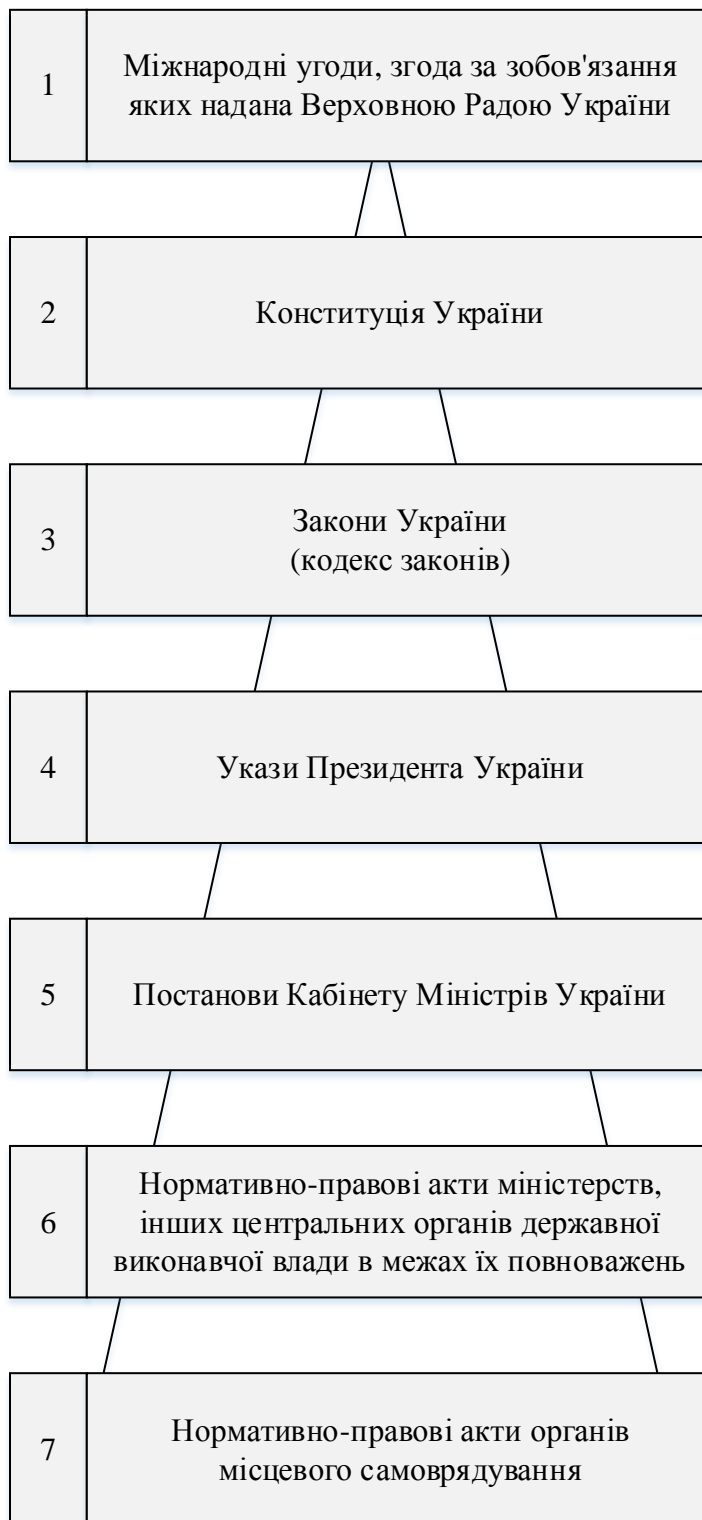 1
Міжнародні угоди, згода за зобов'язання
яких надана Верховною Радою України
2
Конституція України
3
Закони України
(кодекс законів)
4
Укази Президента України
5
Постанови Кабінету Міністрів України
6
Нормативно-правові акти міністерств,
інших центральних органів державної
виконавчої влади в межах їх повноважень
7
Нормативно-правові акти органів
місцевого самоврядування